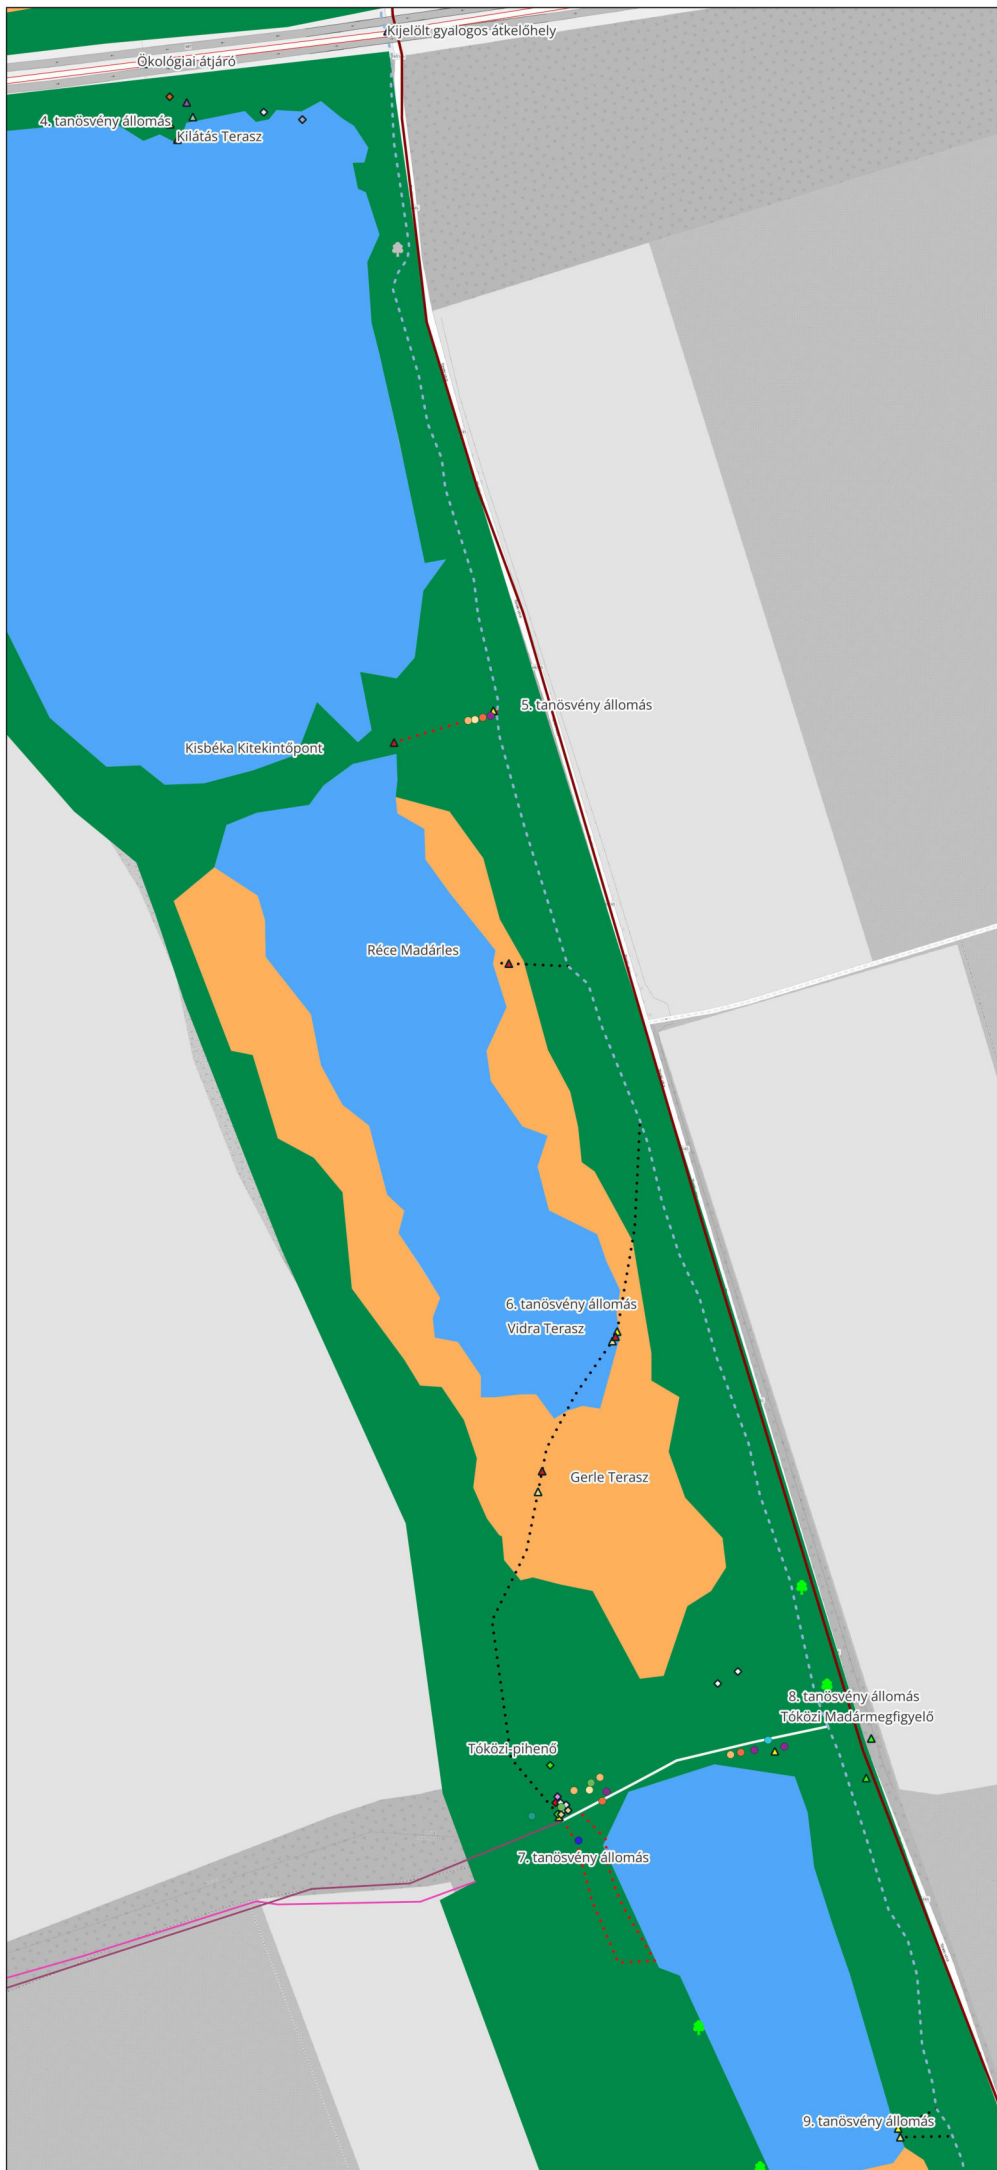 Kijelölt gyalogos átkelőhely
Ökológiai átjáró
4. tanösvény állomás
Kilátás Terasz
5. tanösvény állomás
Kisbéka Kitekintőpont
Réce Madárles
6. tanösvény állomás
Vidra Terasz
Gerle Terasz
8. tanösvény állomás
Tóközi Madármegfigyelő
Tóközi-pihenő
7. tanösvény állomás
9. tanösvény állomás